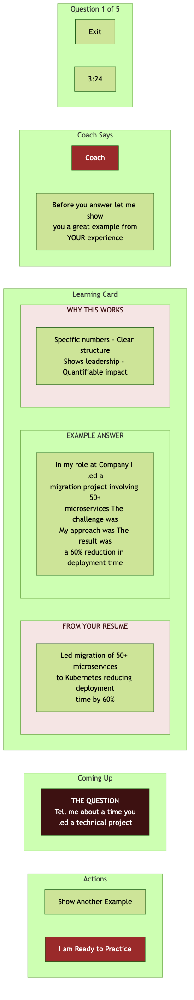 Question 1 of 5
Exit
3:24
Coach Says
Coach
Before you answer let me
show
you a great example from
YOUR experience
Learning Card
WHY THIS WORKS
Specific numbers - Clear
structure
Shows leadership -
Quantifiable impact
EXAMPLE ANSWER
In my role at Company I
led a
migration project involving
50+
microservices The
challenge was
My approach was The
result was
a 60% reduction in
deployment time
FROM YOUR RESUME
Led migration of 50+
microservices
to Kubernetes reducing
deployment
time by 60%
Coming Up
THE QUESTION
Tell me about a time you
led a technical project
Actions
Show Another Example
I am Ready to Practice